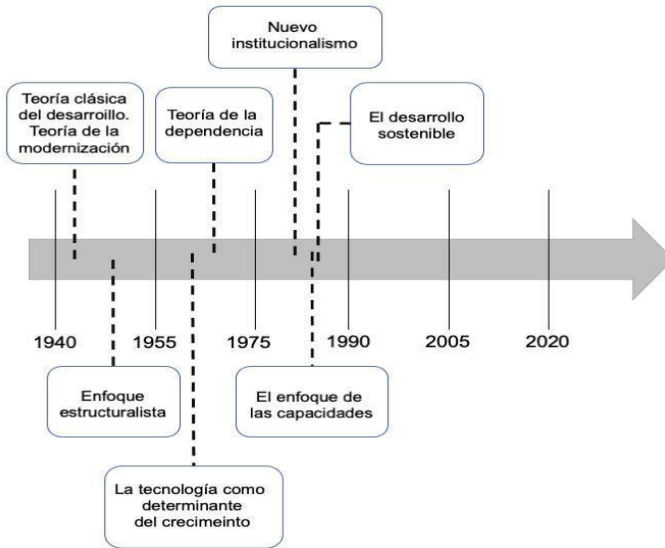 Nuevo
institucionalismo
Teoría clásica
del desarroillo.
Teoría de la
modernización
Teoría de la
dependencia
El desarrollo
sostenible
1940
1955
1975
1990
2005
2020
Enfoque
estructuralista
El enfoque de
las capacidades
La tecnología como
determinante
del crecimeinto